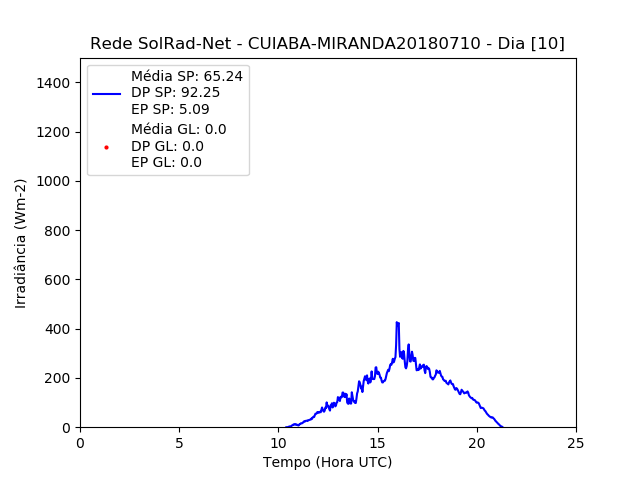 Rede SolRad-Net - CUIABA-MIRANDA20180710 - Dia [10]
Média SP: 65.24
DP SP: 92.25
EP SP: 5.09
Média GL: 0.0
DP GL: 0.0
EP GL: 0.0
1400
1200
1000
800
600
400
200
0
Irradiância (Wm-2)
0 5 10 15 20 25
Tempo (Hora UTC)